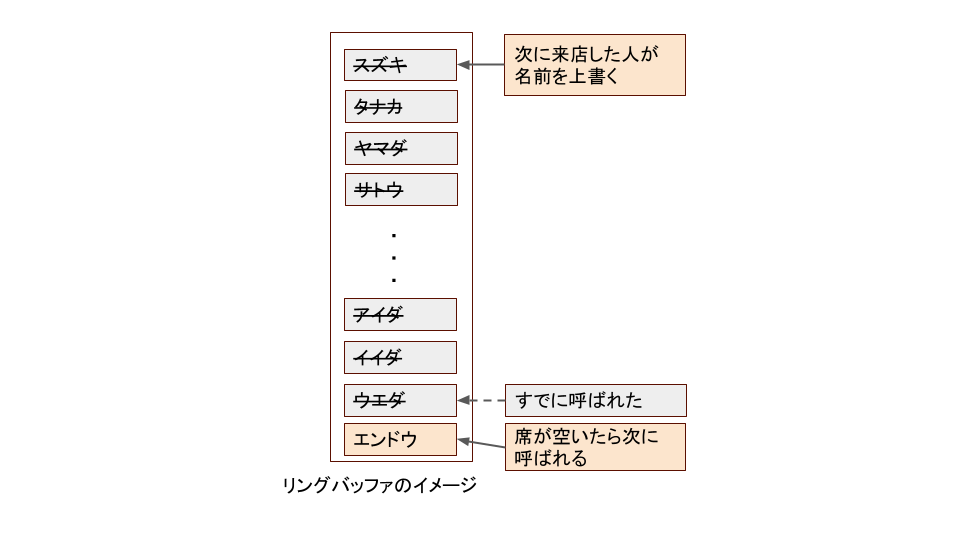 スズキ
次に来店した人が
名前を上書く
タナカ
ヤマダ
サトウ
・
・
・
アイダ
イイダ
ウエダ
すでに呼ばれた
エンドウ
席が空いたら次に
呼ばれる
リングバッファのイメージ